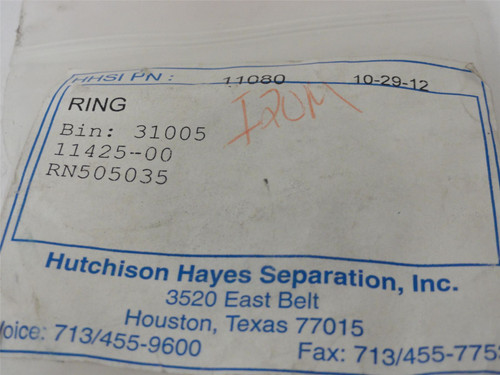 HHSI PN: 11080 10-29-12
RING
Bin: 31005
11425-00
RN505035
Hutchison Hayes Separation, Inc.
3520 East Belt
Houston, Texas 77015
Voice: 713/455-9600 Fax: 713/455-775